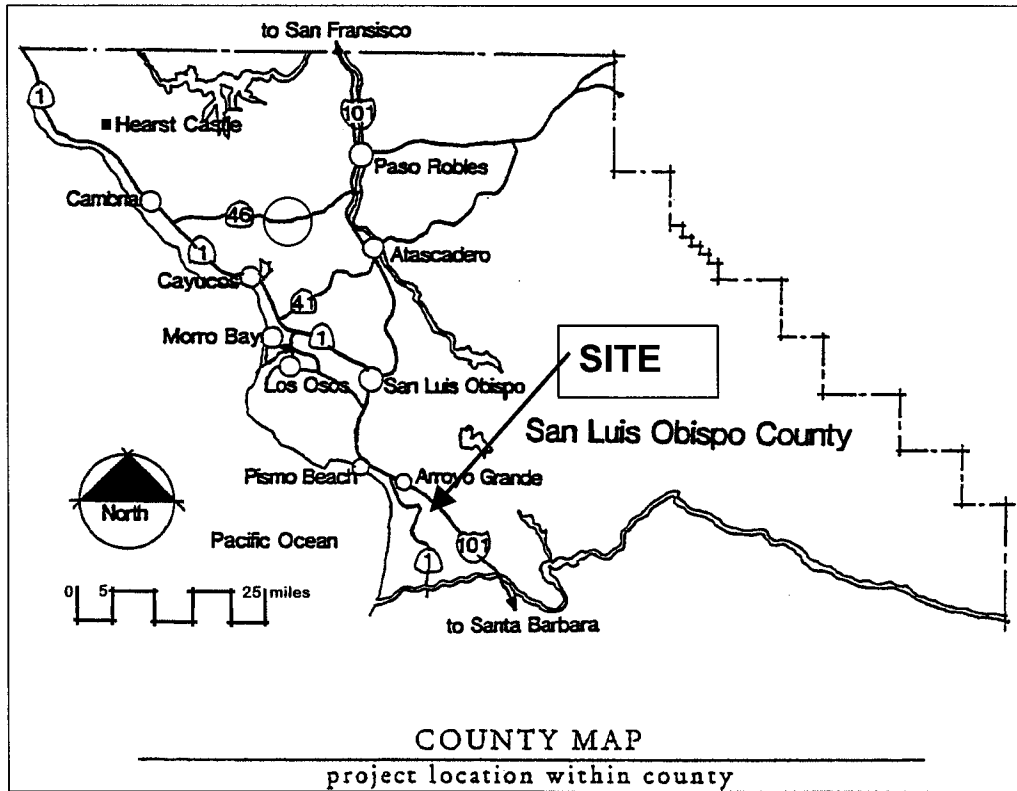 to San Fransisco
1
101
Hearst Castle
Paso Robles
Cambria
46
1
Atascadero
Cayucos
41
Morro Bay
1
SITE
Los Osos
San Luis Obispo
San Luis Obispo County
Pismo Beach
Arroyo Grande
North
Pacific Ocean
101
1
0 5 25 miles
to Santa Barbara
COUNTY MAP
project location within county